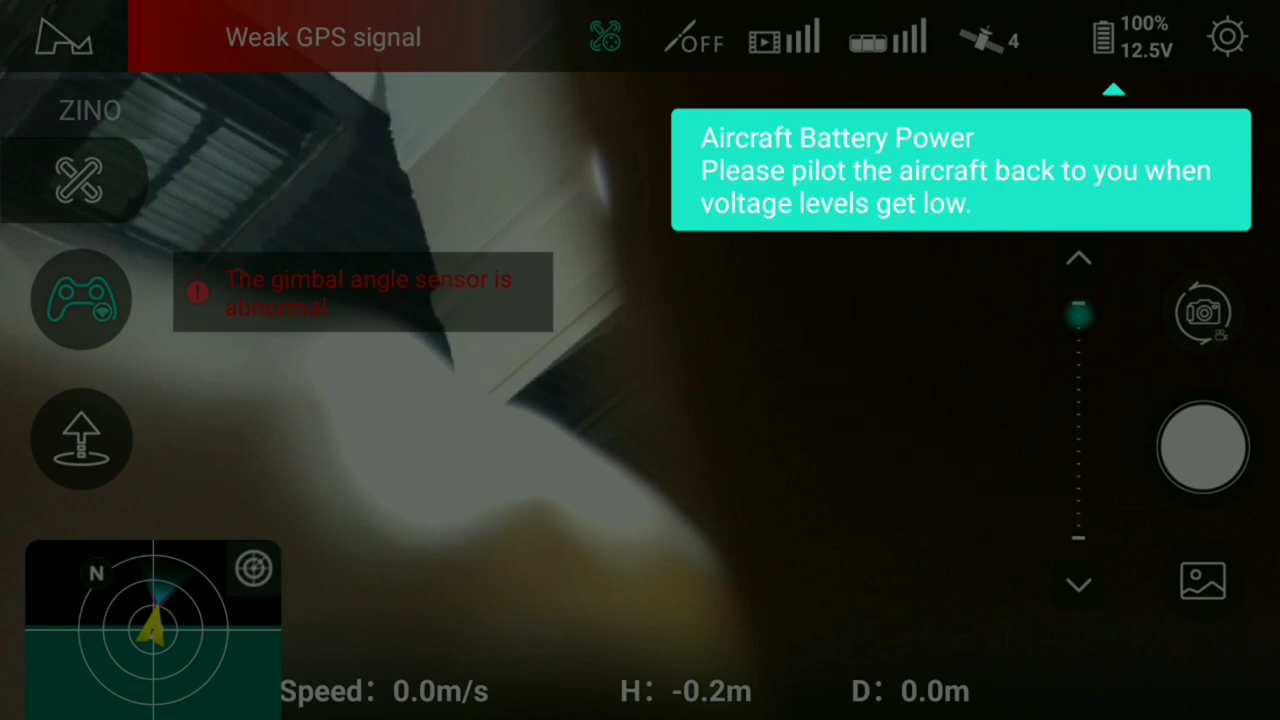 Weak GPS signal
OFF
4
100%
12.5V
ZINO
Aircraft Battery Power
Please pilot the aircraft back to you when
voltage levels get low.
The gimbal angle sensor is
abnormal
N
Speed: 0.0m/s
H: -0.2m
D: 0.0m